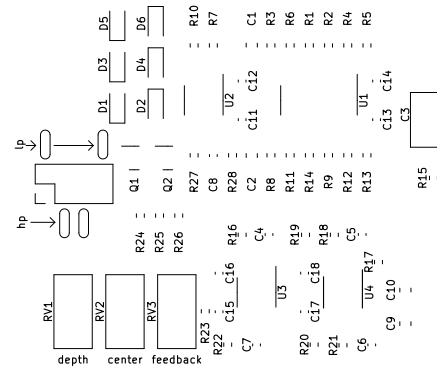 D5
D6
R10
R7
C1
R3
R6
R1
R2
R4
R5
D3
D4
C12
C14
D1
D2
U2
U1
C3
C11
C13
lp
Q1
Q2
R27
C8
R28
C2
R8
R11
R14
R9
R12
R13
R15
hp
R24
R25
R26
R16
C4
R19
R18
C5
R17
C16
C18
U3
U4
C10
RV1
RV2
RV3
C15
C17
R23
C9
R22
C7
R20
R21
C6
depth
center
feedback